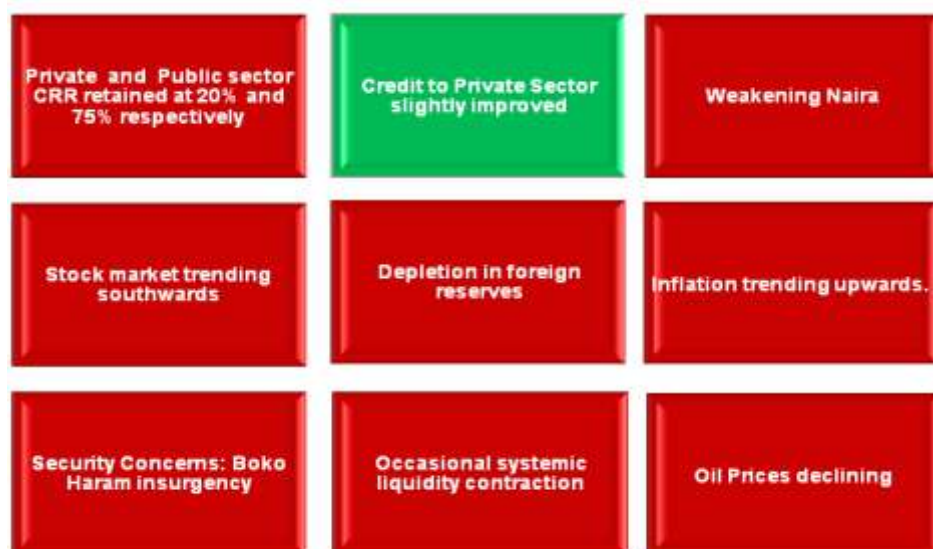 Private and Public sector
CRR retained at 20% and
75% respectively
Credit to Private Sector
slightly improved
Weakening Naira
Stock market trending
southwards
Depletion in foreign
reserves
Inflation trending upwards.
Security Concerns: Boko
Haram insurgency
Occasional systemic
liquidity contraction
Oil Prices declining